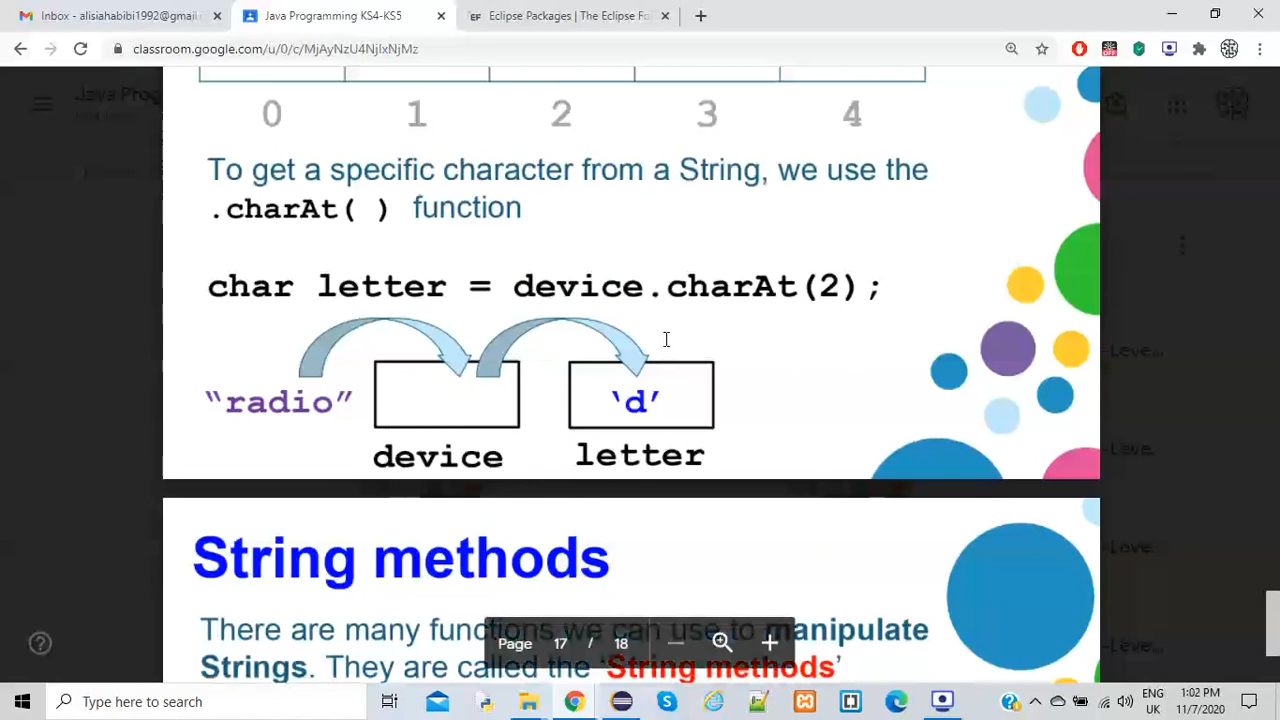 Inbox - alisiahabibi1992@gmail
Java Programming KS4-KS5
Eclipse Packages | The Eclipse Fo
classroom.google.com/u/0/c/MjAyNzU4NjIxNjMz
Java Prog
0 1 2 3 4
To get a specific character from a String, we use the
.charAt( ) function
char letter = device.charAt(2);
“radio” ‘d’
device letter
String methods
There are many functions we can use to manipulate
Strings. They are called the ‘String methods’
Page 17 / 18
Type here to search
ENG
UK
1:02 PM
11/7/2020